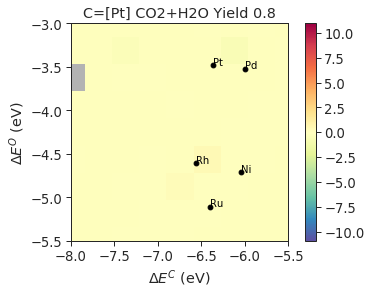 C=[Pt] CO2+H2O Yield 0.8
−3.0
−3.5
−4.0
−4.5
−5.0
−5.5
ΔE^O (eV)
Pt
Pd
Rh
Ni
Ru
−8.0 −7.5 −7.0 −6.5 −6.0 −5.5
ΔE^C (eV)
10.0
7.5
5.0
2.5
0.0
−2.5
−5.0
−7.5
−10.0